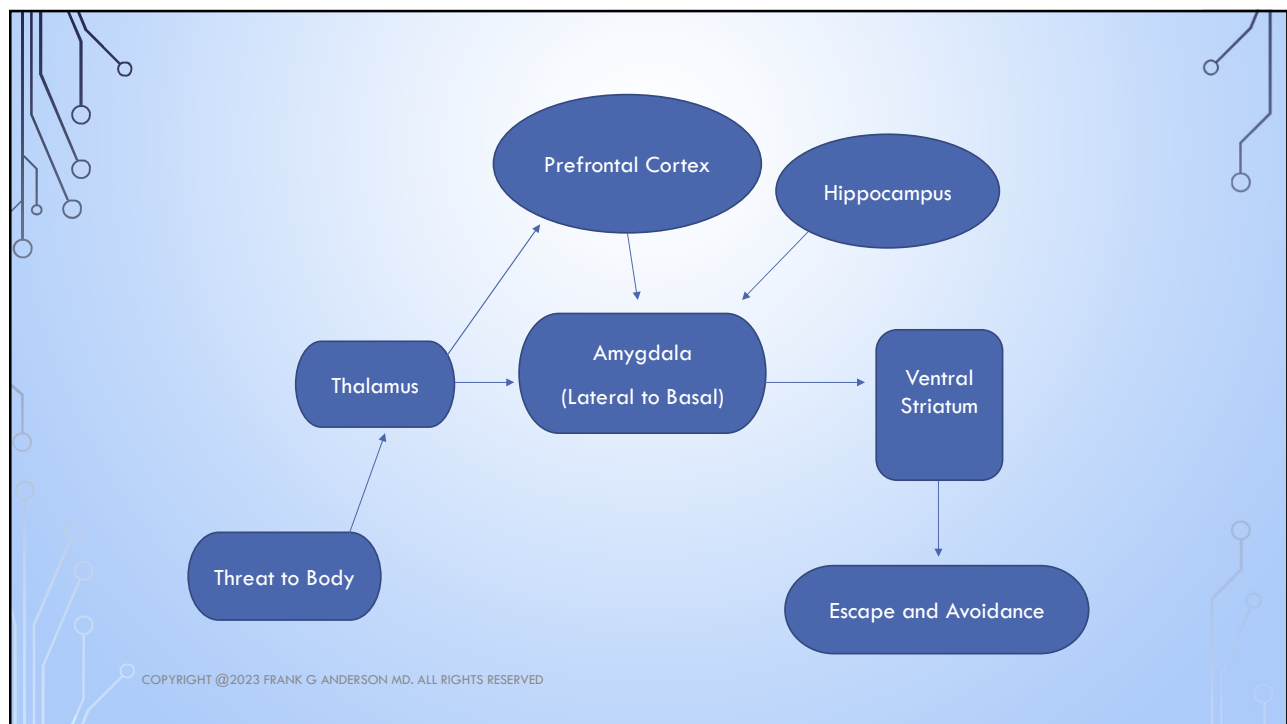 Prefrontal Cortex
Hippocampus
Amygdala
(Lateral to Basal)
Thalamus
Ventral
Striatum
Threat to Body
Escape and Avoidance
COPYRIGHT @2023 FRANK G ANDERSON MD. ALL RIGHTS RESERVED